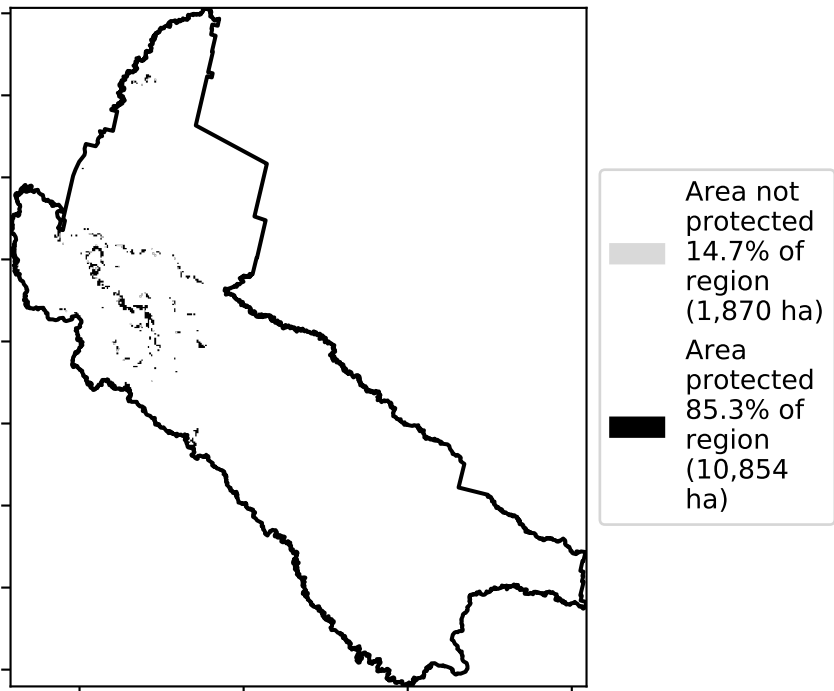 Area not
protected
14.7% of
region
(1,870 ha)
Area
protected
85.3% of
region
(10,854
ha)